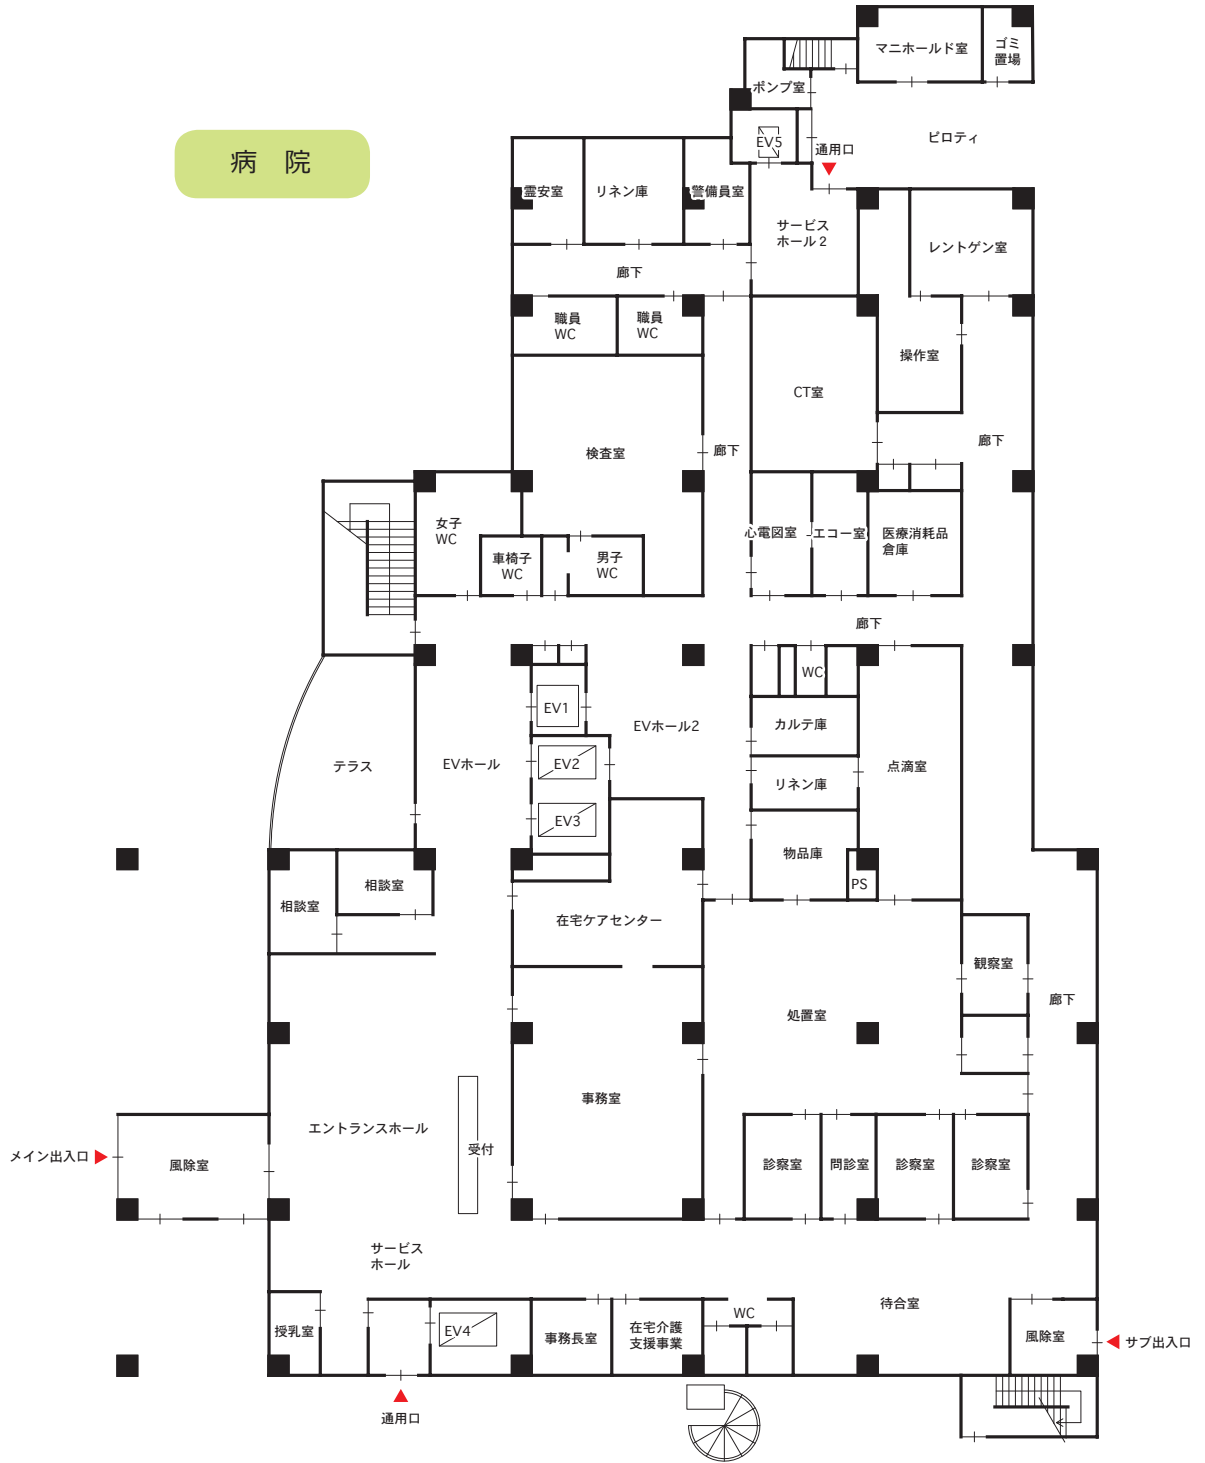 マニホールド室
ゴミ
置場
ポンプ室
ピロティ
病 院
EV5
通用口
霊安室
リネン庫
警備員室
サービス
ホール2
レントゲン室
廊下
職員
WC
職員
WC
操作室
CT室
検査室
廊下
廊下
女子
WC
車椅子
WC
男子
WC
心電図室
エコー室
医療消耗品
倉庫
廊下
WC
EV1
EVホール2
カルテ庫
テラス
EVホール
EV2
点滴室
リネン庫
EV3
物品庫
PS
相談室
相談室
在宅ケアセンター
観察室
廊下
処置室
事務室
エントランスホール
受付
メイン出入口
風除室
診察室
問診室
診察室
診察室
サービス
ホール
待合室
授乳室
EV4
事務長室
在宅介護
支援事業
WC
風除室
サブ出入口
通用口